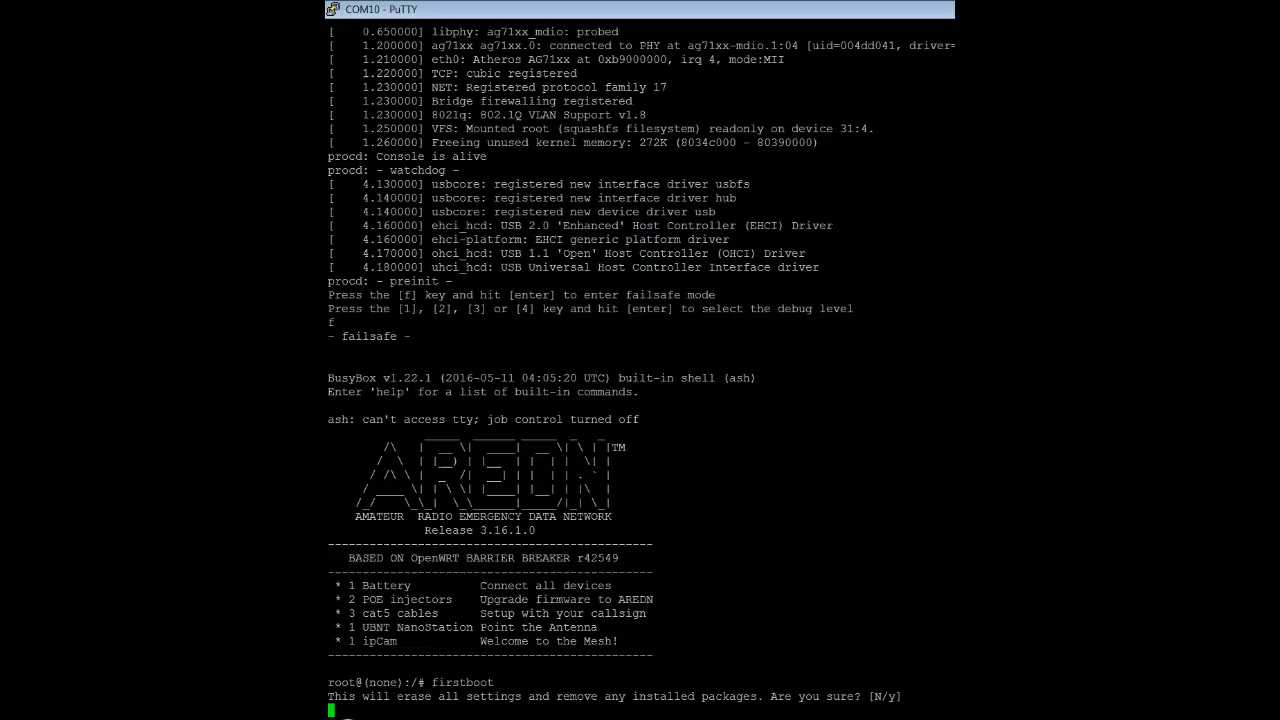 COM10 - PuTTY
[    0.650000] libphy: ag71xx_mdio: probed
[    1.200000] ag71xx ag71xx.0: connected to PHY at ag71xx-mdio.1:04 [uid=004dd041, driver=
[    1.210000] eth0: Atheros AG71xx at 0xb9000000, irq 4, mode:MII
[    1.220000] TCP: cubic registered
[    1.230000] NET: Registered protocol family 17
[    1.230000] Bridge firewalling registered
[    1.230000] 8021q: 802.1Q VLAN Support v1.8
[    1.250000] VFS: Mounted root (squashfs filesystem) readonly on device 31:4.
[    1.260000] Freeing unused kernel memory: 272K (8034c000 - 80390000)
procd: Console is alive
procd: - watchdog -
[    4.130000] usbcore: registered new interface driver usbfs
[    4.140000] usbcore: registered new interface driver hub
[    4.140000] usbcore: registered new device driver usb
[    4.160000] ehci_hcd: USB 2.0 'Enhanced' Host Controller (EHCI) Driver
[    4.160000] ehci-platform: EHCI generic platform driver
[    4.170000] ohci_hcd: USB 1.1 'Open' Host Controller (OHCI) Driver
[    4.180000] uhci_hcd: USB Universal Host Controller Interface driver
procd: - preinit -
Press the [f] key and hit [enter] to enter failsafe mode
Press the [1], [2], [3] or [4] key and hit [enter] to select the debug level
f
- failsafe -
BusyBox v1.22.1 (2016-05-11 04:05:20 UTC) built-in shell (ash)
Enter 'help' for a list of built-in commands.
ash: can't access tty; job control turned off
AREDN TM
AMATEUR RADIO EMERGENCY DATA NETWORK
Release 3.16.1.0
-----------------------------------------------
BASED ON OpenWRT BARRIER BREAKER r42549
-----------------------------------------------
* 1 Battery Connect all devices
* 2 POE injectors Upgrade firmware to AREDN
* 3 cat5 cables Setup with your callsign
* 1 UBNT NanoStation Point the Antenna
* 1 ipCam Welcome to the Mesh!
-----------------------------------------------
root@(none):/# firstboot
This will erase all settings and remove any installed packages. Are you sure? [N/y]